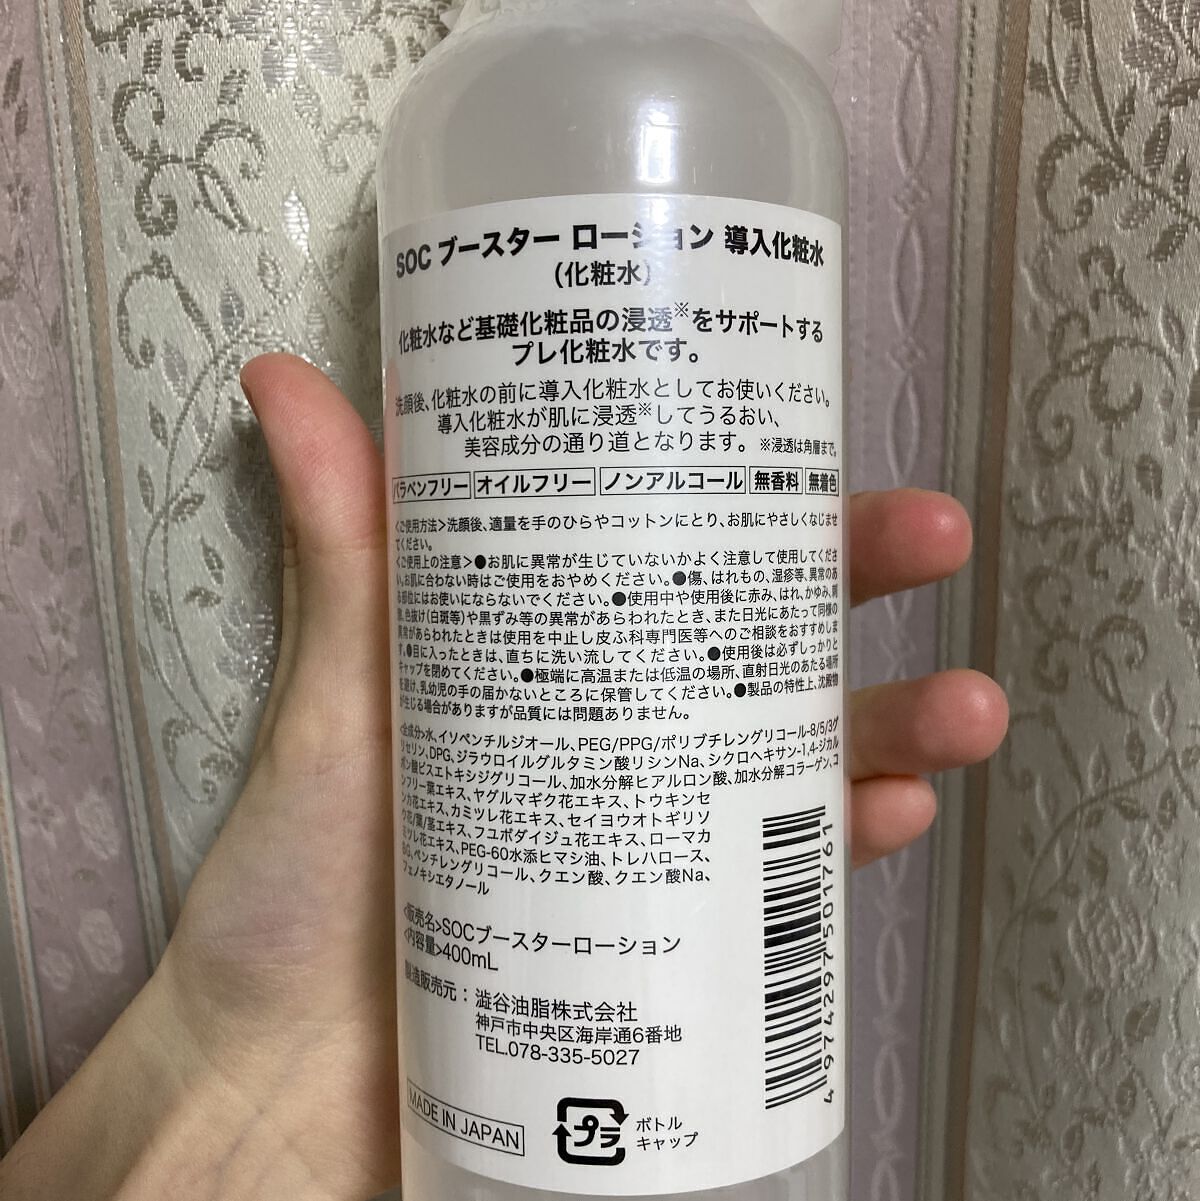 SOC ブースター ローション 導入化粧水
(化粧水)
化粧水など基礎化粧品の浸透※をサポートする
プレ化粧水です。
洗顔後、化粧水の前に導入化粧水としてお使いください。
導入化粧水が肌に浸透※してうるおい、
美容成分の通り道となります。 ※浸透は角層まで。
パラベンフリー オイルフリー ノンアルコール 無香料 無着色
<ご使用方法>洗顔後、適量を手のひらやコットンにとり、お肌にやさしくなじませ
てください。
<ご使用上の注意>●お肌に異常が生じていないかよく注意して使用してくださ
い。お肌に合わない時はご使用をおやめください。●傷、はれもの、湿疹等、異常のあ
る部位にはお使いにならないでください。●使用中や使用後に赤み、はれ、かゆみ、刺
激、色抜け(白斑等)や黒ずみ等の異常があらわれたとき、また日光にあたって同様の
異常があらわれたときは使用を中止し皮ふ科専門医等へのご相談をおすすめしま
す。●目に入ったときは、直ちに洗い流してください。●使用後は必ずしっかりと
キャップを閉めてください。●極端に高温または低温の場所、直射日光のあたる場所
を避け、乳幼児の手の届かないところに保管してください。●製品の特性上、沈殿物
が生じる場合がありますが品質には問題ありません。
<全成分>水、イソペンチルジオール、PEG/PPG/ポリブチレングリコール-8/5/3グ
リセリン、DPG、ジラウロイルグルタミン酸リシンNa、シクロヘキサン-1,4-ジカル
ボン酸ビスエトキシジグリコール、加水分解ヒアルロン酸、加水分解コラーゲン、コ
ンフリー葉エキス、ヤグルマギク花エキス、トウキンセ
ンカ花エキス、カミツレ花エキス、セイヨウオトギリソ
ウ花/葉/茎エキス、フユボダイジュ花エキス、ローマカ
ミツレ花エキス、PEG-60水添ヒマシ油、トレハロース、
BG、ペンチレングリコール、クエン酸、クエン酸Na、
フェノキシエタノール
<販売名>SOCブースターローション
<内容量>400mL
製造販売元：澁谷油脂株式会社
神戸市中央区海岸通6番地
TEL.078-335-5027
MADE IN JAPAN
プラ
ボトル
キャップ
4974297501761